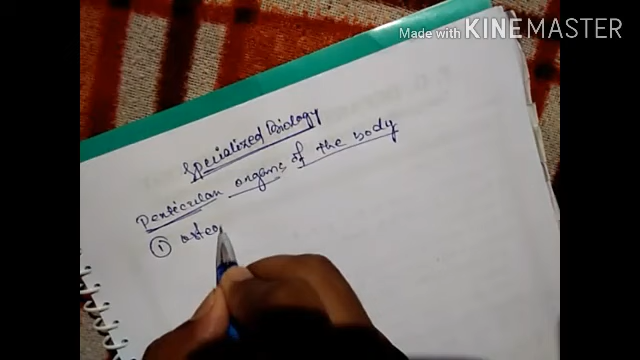 Made with KINEMASTER
Specialized Biology
Perticular organs of the body
① osteo